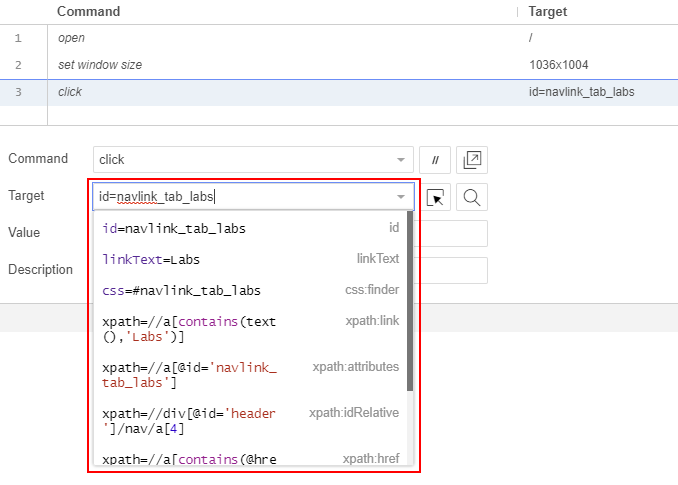 Command Target
1 open /
2 set window size 1036x1004
3 click id=navlink_tab_labs
Command click //
Target id=navlink_tab_labs
Value
Description
id=navlink_tab_labs id
linkText=Labs linkText
css=#navlink_tab_labs css:finder
xpath=//a[contains(text xpath:link
(),'Labs')]
xpath=//a[@id='navlink_ xpath:attributes
tab_labs']
xpath=//div[@id='header xpath:idRelative
']/nav/a[4]
xpath=//a[contains(@hre xpath:href